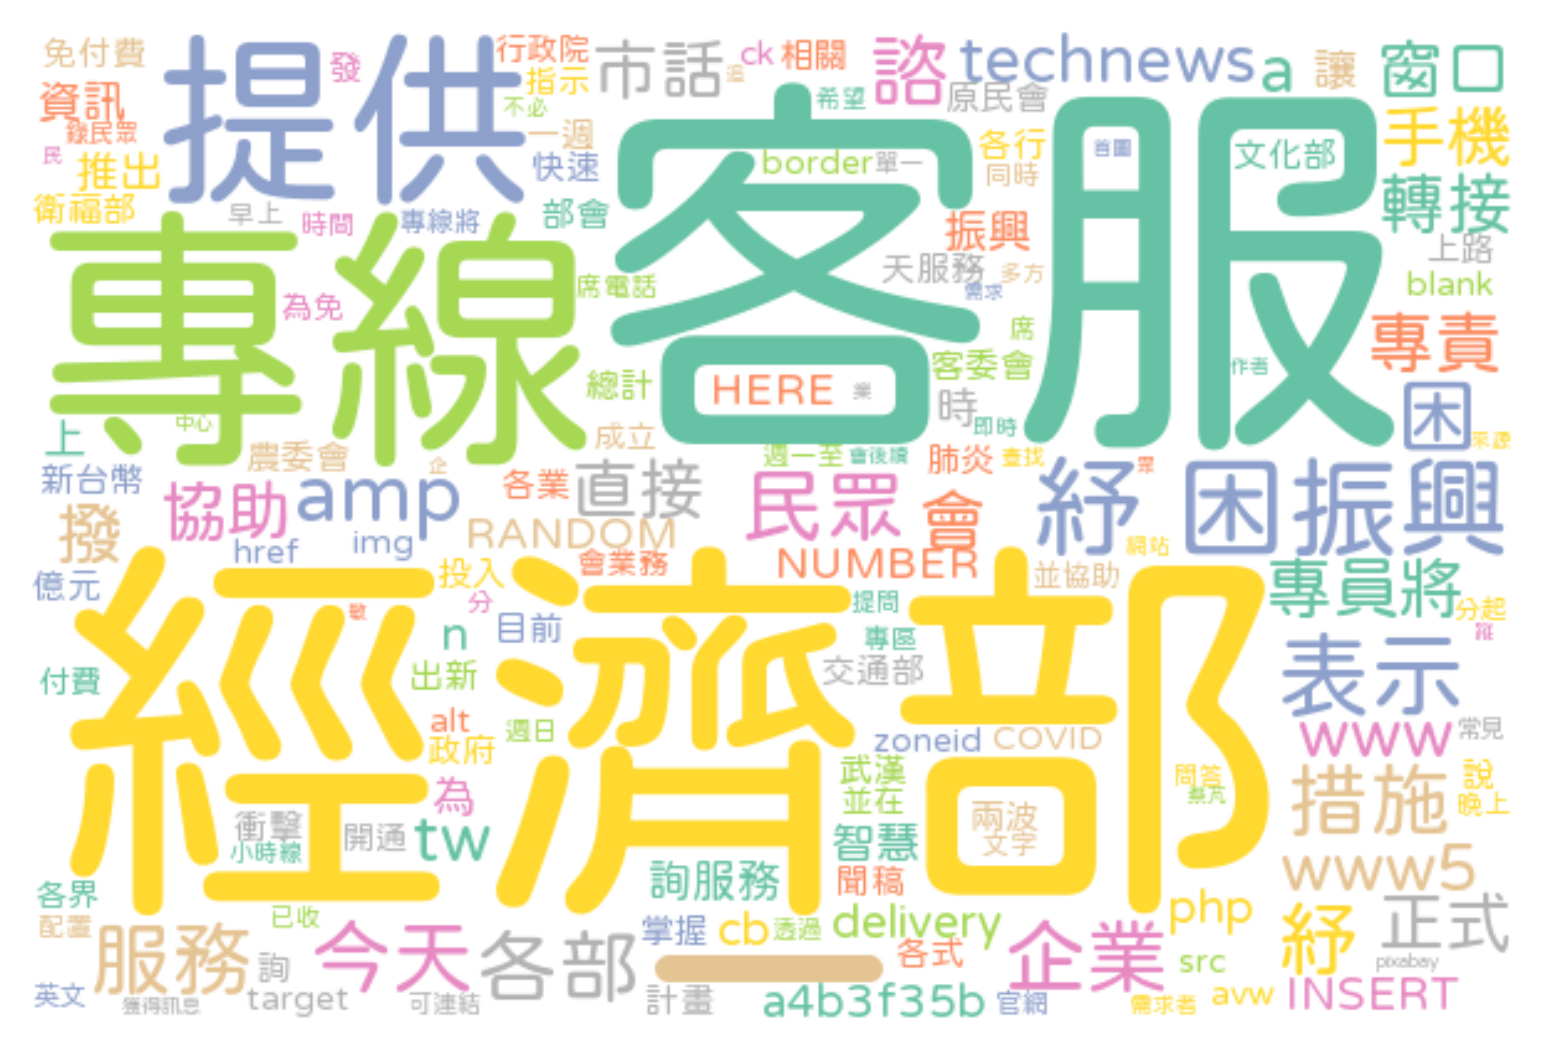 免付費
提供
發
行政院
市話
ck
相關
諮
technews
a
讓
窗口
資訊
指示
不必
希望
原民會
手機
錄民眾
民
推出
一週
快速
客服
border
單一
各行
同時
首圖
文化部
轉接
衛福部
早上
時間
專線將
部會
振興
上路
專線
為免
席電話
天服務
多方
需求
blank
席
專責
總計
HERE
業
客委會
作者
時
即時
困
來源
上
中心
農委會
企
成立
週一至
會後續
肺炎
查找
眾
新台幣
協助
amp
各業
直接
民眾
會
紓
困振興
撥
href
img
RANDOM
會業務
NUMBER
網站
並協助
專員將
億元
經濟部
投入
分
提問
分起
敏
n
目前
專區
表示
付費
出新
交通部
alt
政府
週日
zoneid
COVID
www
常見
為
武漢
並在
問答
措施
說
晚上
衝擊
小時線
開通
tw
智慧
兩波
文字
www5
各界
詢服務
聞稿
配置
已收
掌握
cb
透過
delivery
php
紓
正式
服務
詢
今天
各部
一
各式
企業
src
pixabay
英文
獲得訊息
target
可連結
計畫
a4b3f35b
官網
需求者
avw
INSERT